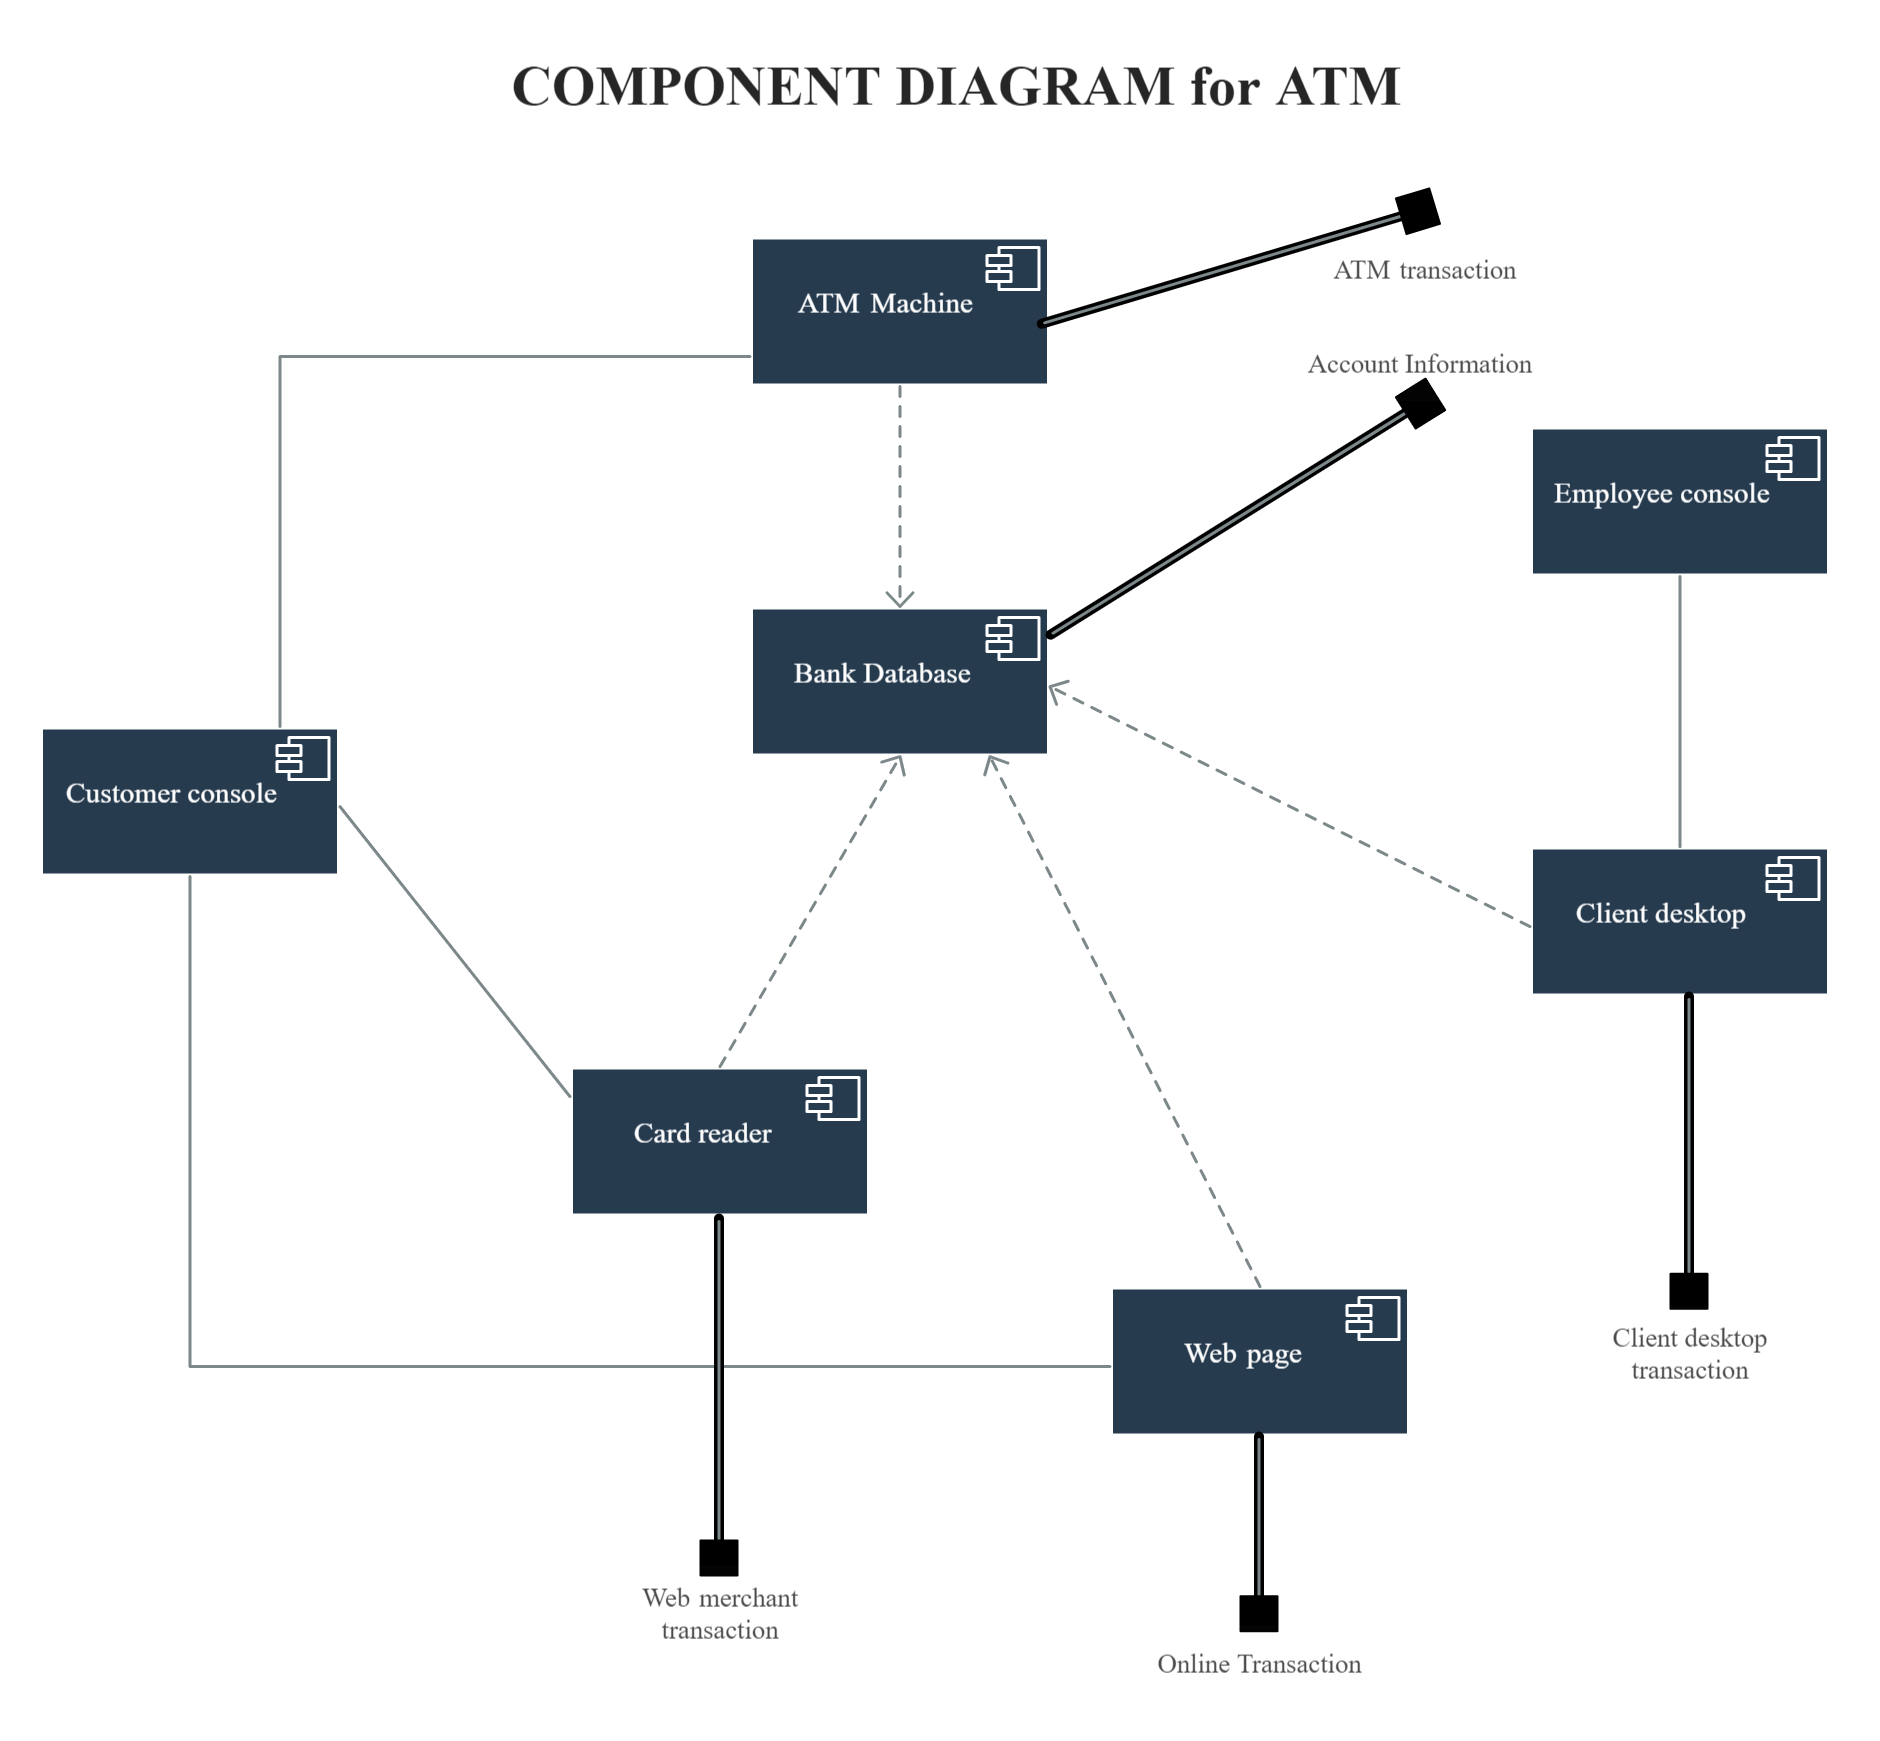 COMPONENT DIAGRAM for ATM
ATM transaction
ATM Machine
Account Information
Employee console
Bank Database
Customer console
Client desktop
Card reader
Web page
Client desktop
transaction
Web merchant
transaction
Online Transaction